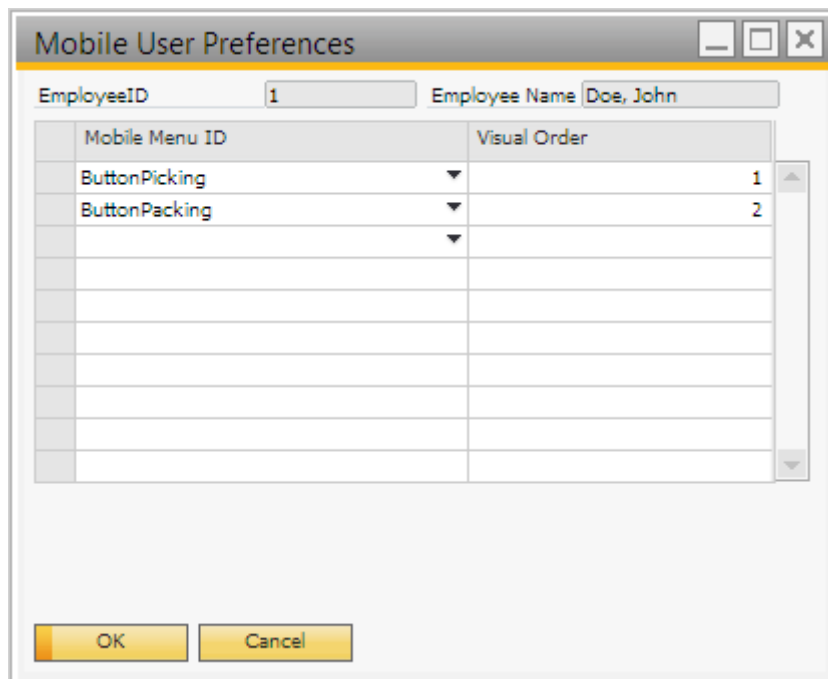 Mobile User Preferences
EmployeeID 1 Employee Name Doe, John
Mobile Menu ID Visual Order
ButtonPicking 1
ButtonPacking 2
OK Cancel